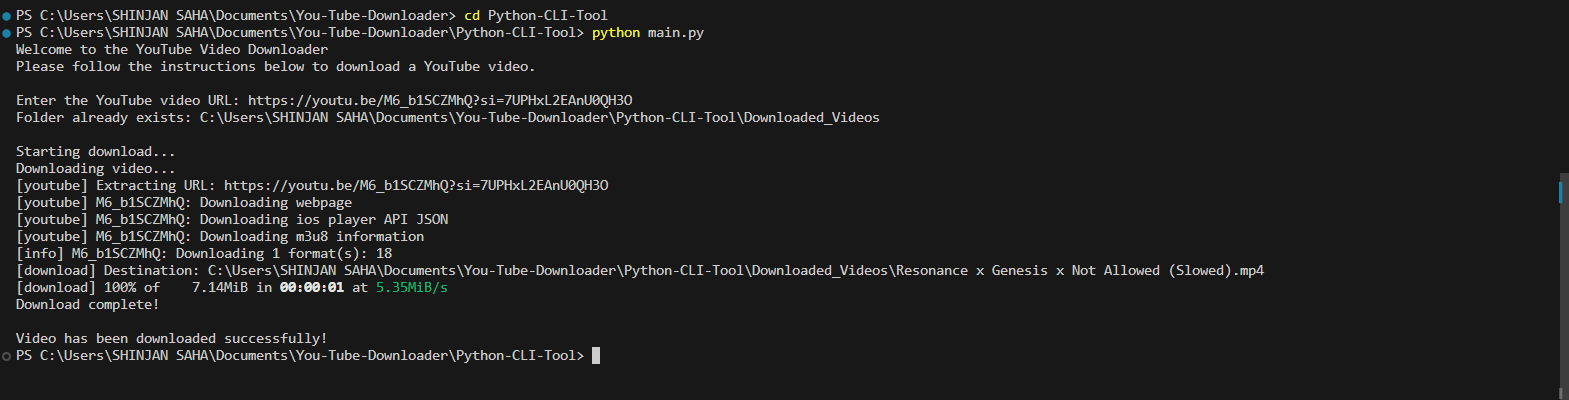 PS C:\Users\SHINJAN SAHA\Documents\You-Tube-Downloader> cd Python-CLI-Tool
PS C:\Users\SHINJAN SAHA\Documents\You-Tube-Downloader\Python-CLI-Tool> python main.py
Welcome to the YouTube Video Downloader
Please follow the instructions below to download a YouTube video.
Enter the YouTube video URL: https://youtu.be/M6_b1SCZMhQ?si=7UPHxL2EAnU0QH3O
Folder already exists: C:\Users\SHINJAN SAHA\Documents\You-Tube-Downloader\Python-CLI-Tool\Downloaded_Videos
Starting download...
Downloading video...
[youtube] Extracting URL: https://youtu.be/M6_b1SCZMhQ?si=7UPHxL2EAnU0QH3O
[youtube] M6_b1SCZMhQ: Downloading webpage
[youtube] M6_b1SCZMhQ: Downloading ios player API JSON
[youtube] M6_b1SCZMhQ: Downloading m3u8 information
[info] M6_b1SCZMhQ: Downloading 1 format(s): 18
[download] Destination: C:\Users\SHINJAN SAHA\Documents\You-Tube-Downloader\Python-CLI-Tool\Downloaded_Videos\Resonance x Genesis x Not Allowed (Slowed).mp4
[download] 100% of    7.14MiB in 00:00:01 at 5.35MiB/s
Download complete!
Video has been downloaded successfully!
PS C:\Users\SHINJAN SAHA\Documents\You-Tube-Downloader\Python-CLI-Tool>